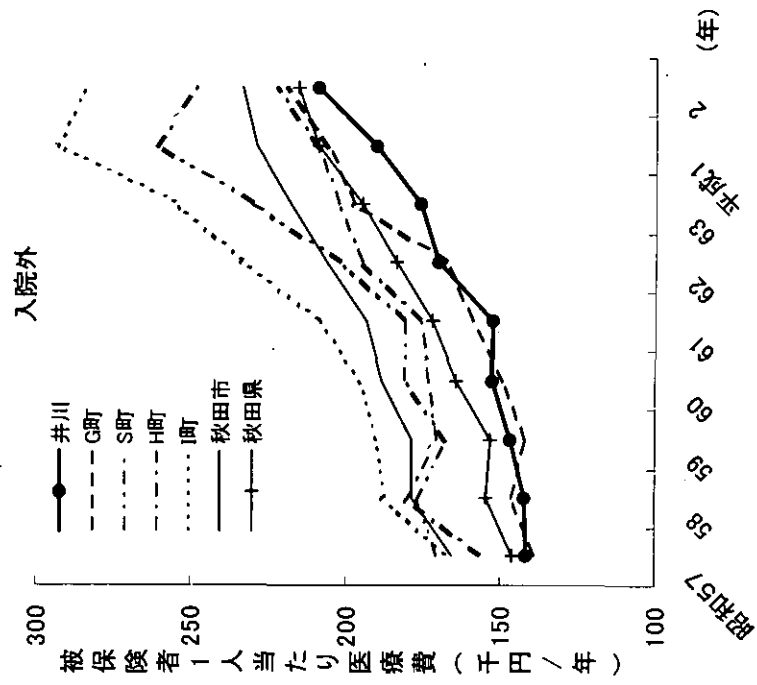 入院外
被保険者1人当たり医療費(千円/年)
300
250
200
150
100
井川
G町
S町
H町
I町
秋田市
秋田県
昭和57
58
59
60
61
62
63
平成1
2
(年)